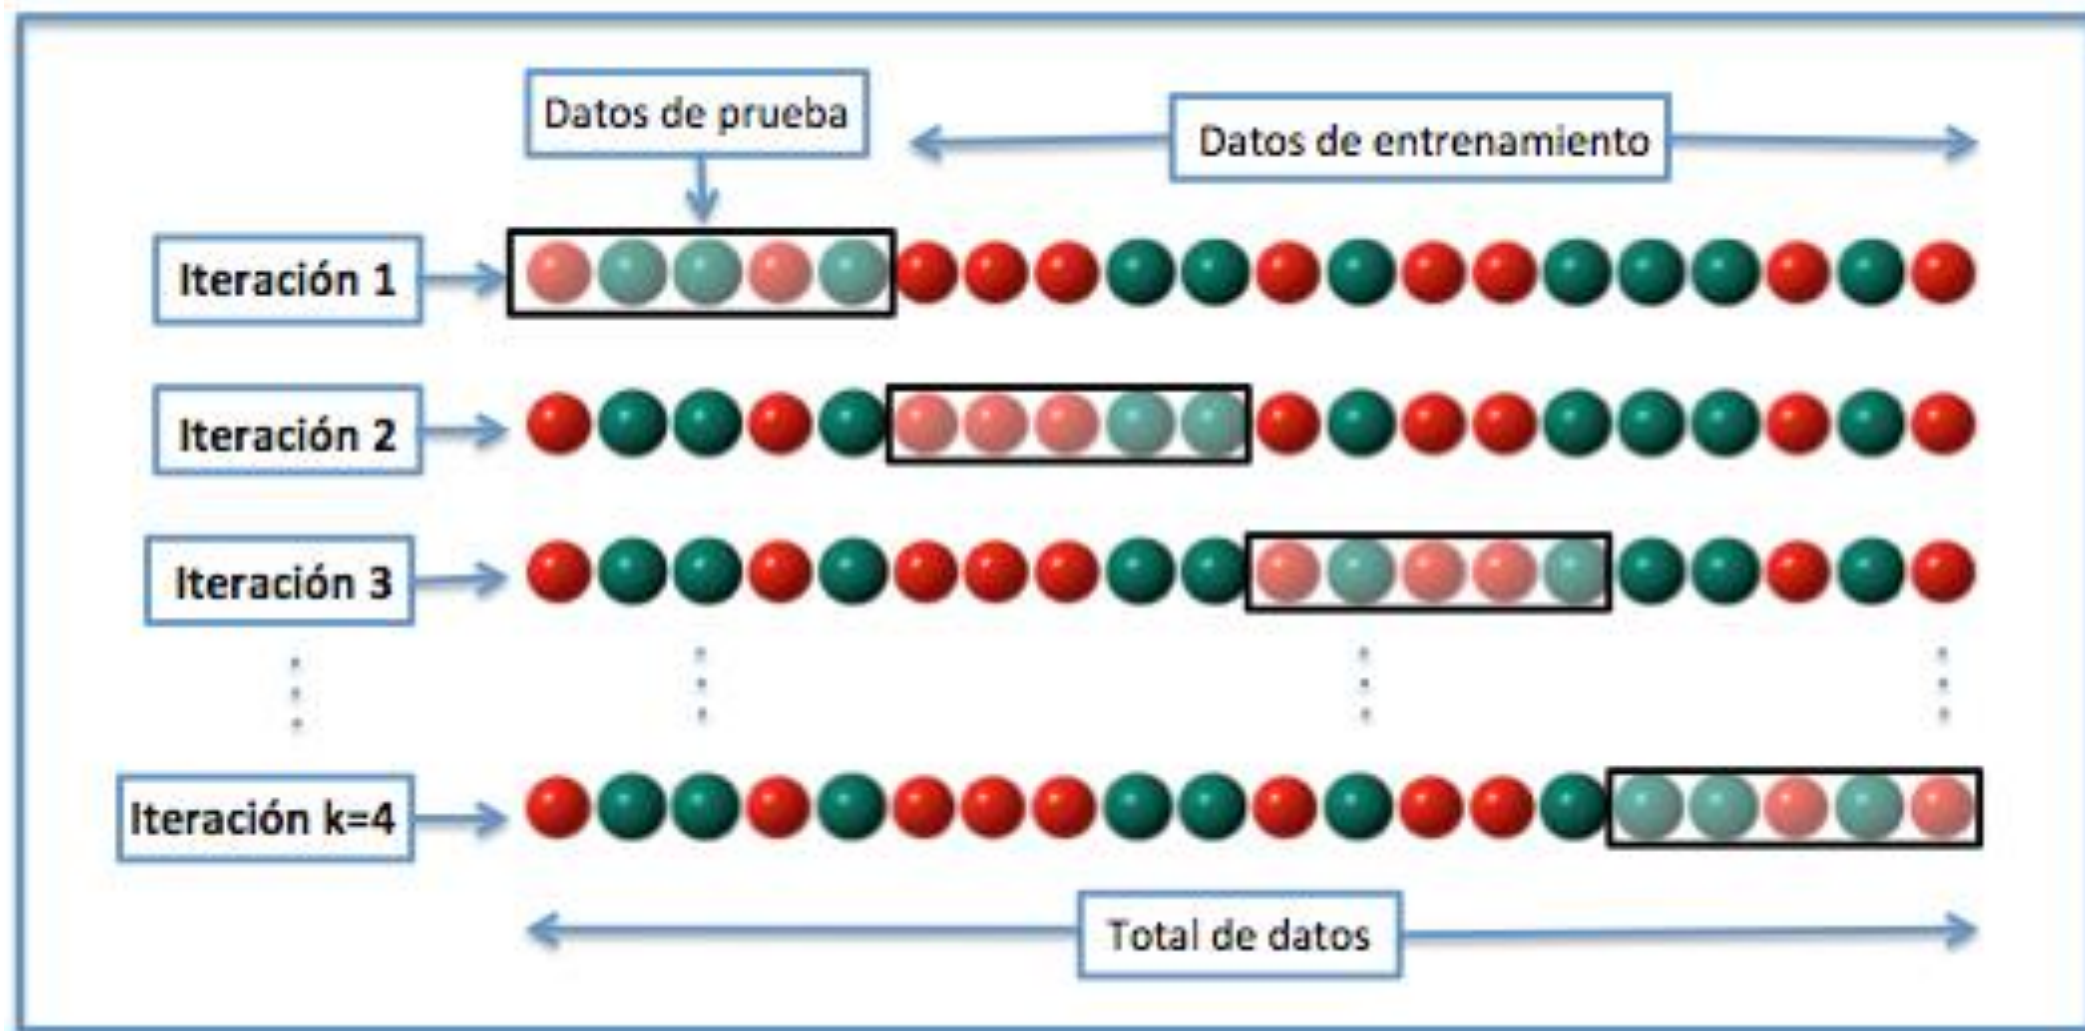 Datos de prueba
Datos de entrenamiento
Iteración 1
Iteración 2
Iteración 3
Iteración k=4
Total de datos